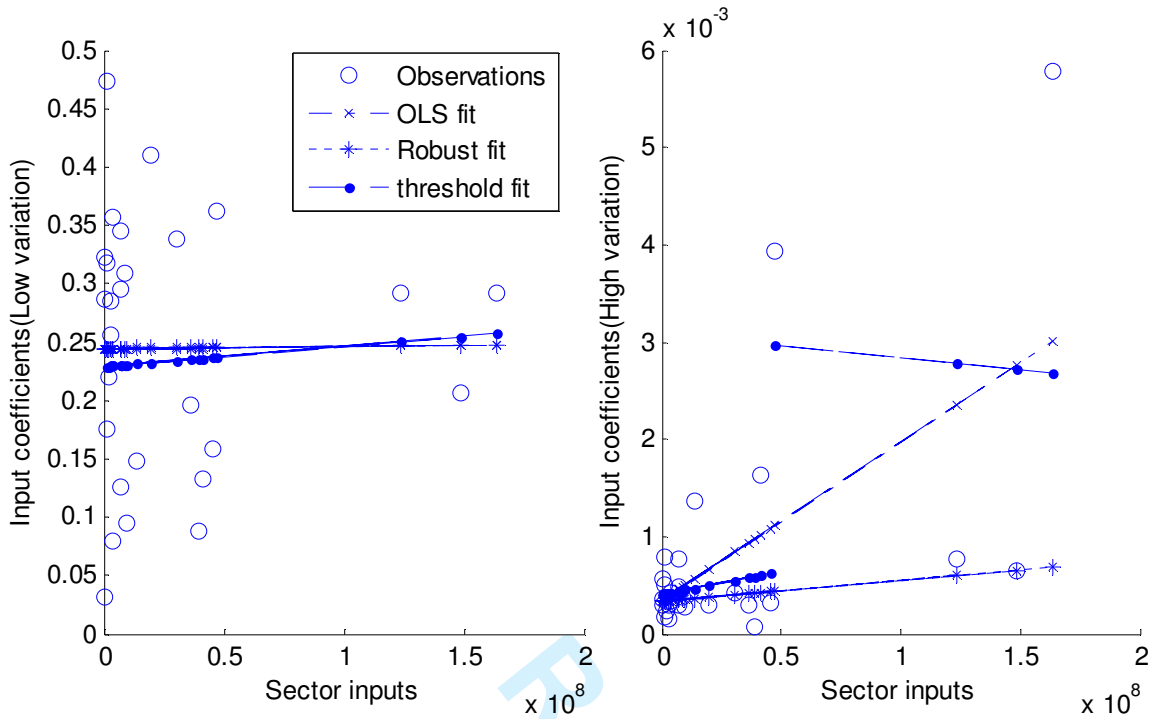 Input coefficients(Low variation)
0.5
0.45
0.4
0.35
0.3
0.25
0.2
0.15
0.1
0.05
0
0 0.5 1 1.5 2
Sector inputs
x 10^8
Observations
OLS fit
Robust fit
threshold fit
x 10^-3
Input coefficients(High variation)
6
5
4
3
2
1
0
0 0.5 1 1.5 2
Sector inputs
x 10^8
R